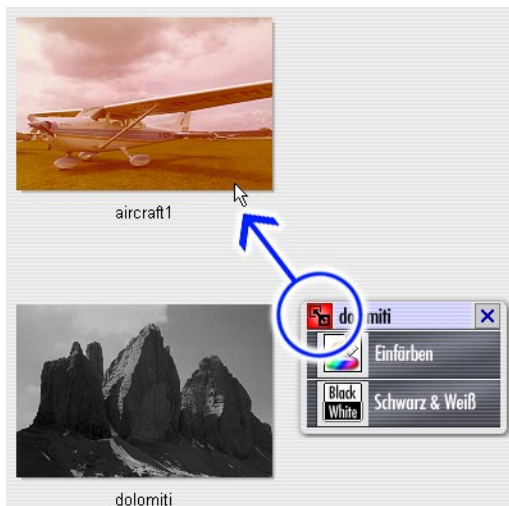 aircraft1
dolomiti
Einfärben
Black
White
Schwarz & Weiß
dolomiti